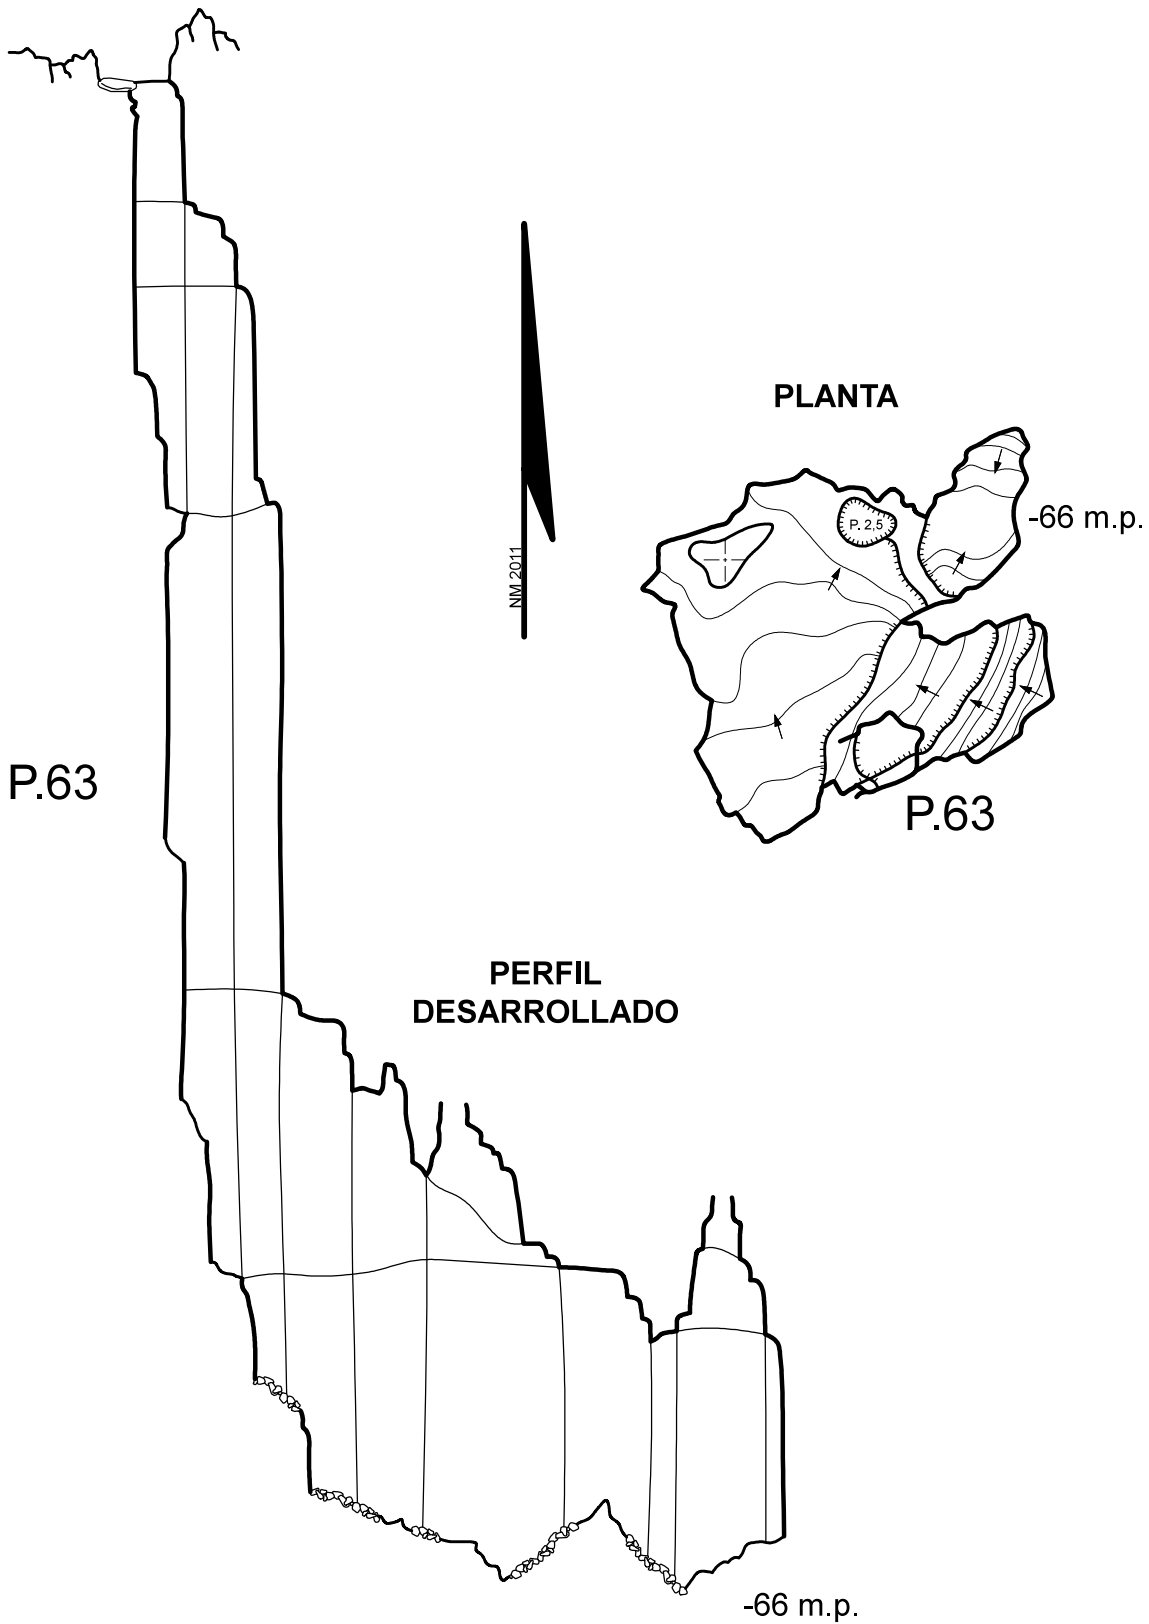 PLANTA
P. 2,5
-66 m.p.
NM 2011
P.63
P.63
PERFIL
DESARROLLADO
-66 m.p.